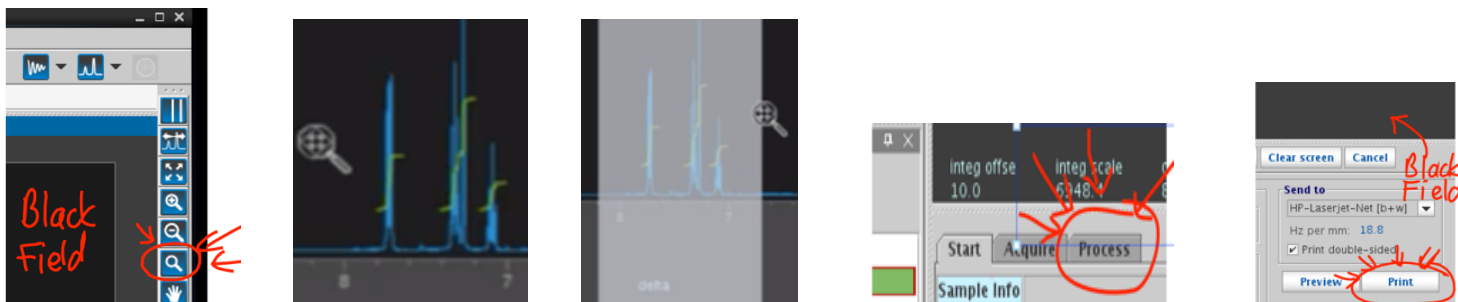 Black
Field
8
7
8
7
delta
integ offset
integ scale
10.0
6948.4
Start
Acquire
Process
Sample Info
Clear screen
Cancel
Black
Field
Send to
HP-Laserjet-Net [b+w]
Hz per mm: 18.8
Print double-sided
Preview
Print